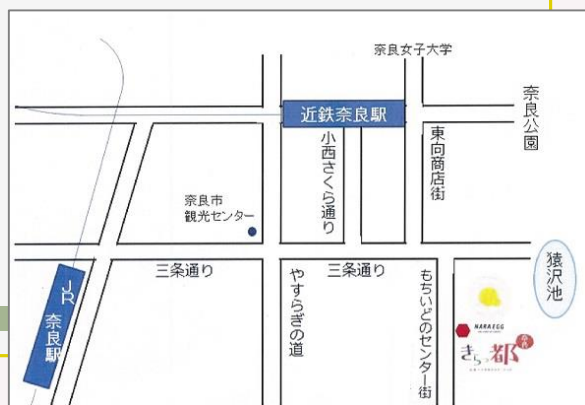 奈良女子大学
奈良公園
近鉄奈良駅
小西さくら通り
東向商店街
奈良市
観光センター
猿沢池
三条通り
三条通り
やすらぎの道
もちいどのセンター街
JR奈良駅
NARAIGG
きらっ都
奈良